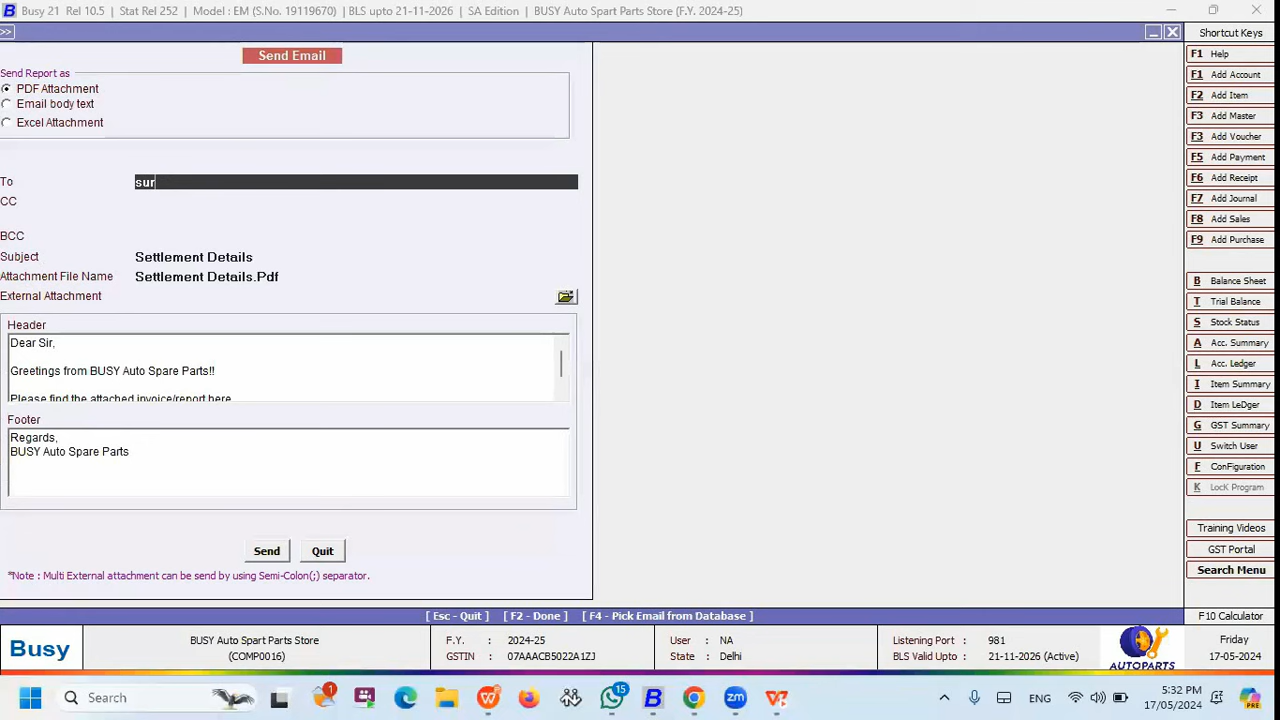 Busy 21 Rel 10.5 | Stat Rel 252 | Model : EM (S.No. 19119670) | BLS upto 21-11-2026 | SA Edition | BUSY Auto Spart Parts Store (F.Y. 2024-25)
>>
Shortcut Keys
Send Email
Send Report as
PDF Attachment
Email body text
Excel Attachment
To sur
CC
BCC
Subject Settlement Details
Attachment File Name Settlement Details.Pdf
External Attachment
Header
Dear Sir,
Greetings from BUSY Auto Spare Parts!!
Please find the attached invoice/report here
Footer
Regards,
BUSY Auto Spare Parts
Send Quit
*Note : Multi External attachment can be send by using Semi-Colon(;) separator.
F1 Help
F1 Add Account
F2 Add Item
F3 Add Master
F3 Add Voucher
F5 Add Payment
F6 Add Receipt
F7 Add Journal
F8 Add Sales
F9 Add Purchase
B Balance Sheet
T Trial Balance
S Stock Status
A Acc. Summary
L Acc. Ledger
I Item Summary
D Item LeDger
G GST Summary
U Switch User
F ConFiguration
K LocK Program
Training Videos
GST Portal
Search Menu
[ Esc - Quit ] [ F2 - Done ] [ F4 - Pick Email from Database ]
F10 Calculator
Busy
BUSY Auto Spart Parts Store
(COMP0016)
F.Y. : 2024-25
GSTIN : 07AAACB5022A1ZJ
User : NA
State : Delhi
Listening Port : 981
BLS Valid Upto : 21-11-2026 (Active)
AUTOPARTS
Friday
17-05-2024
Search
1
15
ENG
5:32 PM
17/05/2024
PRE